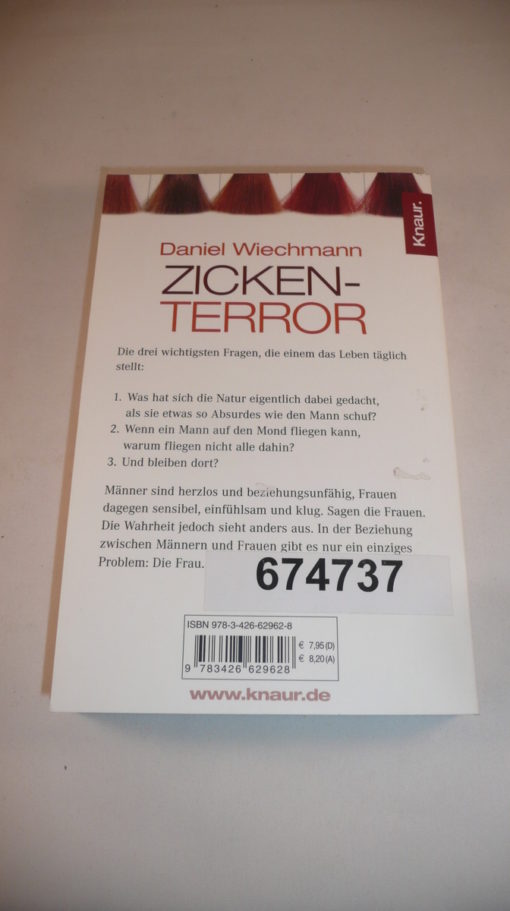 Knaur.
Daniel Wiechmann
ZICKEN-
TERROR
Die drei wichtigsten Fragen, die einem das Leben täglich
stellt:
1. Was hat sich die Natur eigentlich dabei gedacht,
als sie etwas so Absurdes wie den Mann schuf?
2. Wenn ein Mann auf den Mond fliegen kann,
warum fliegen nicht alle dahin?
3. Und bleiben dort?
Männer sind herzlos und beziehungsunfähig, Frauen
dagegen sensibel, einfühlsam und klug. Sagen die Frauen.
Die Wahrheit jedoch sieht anders aus. In der Beziehung
zwischen Männern und Frauen gibt es nur ein einziges
Problem: Die Frau.
674737
ISBN 978-3-426-62962-8
€ 7,95 (D)
€ 8,20 (A)
9 783426 629628
www.knaur.de